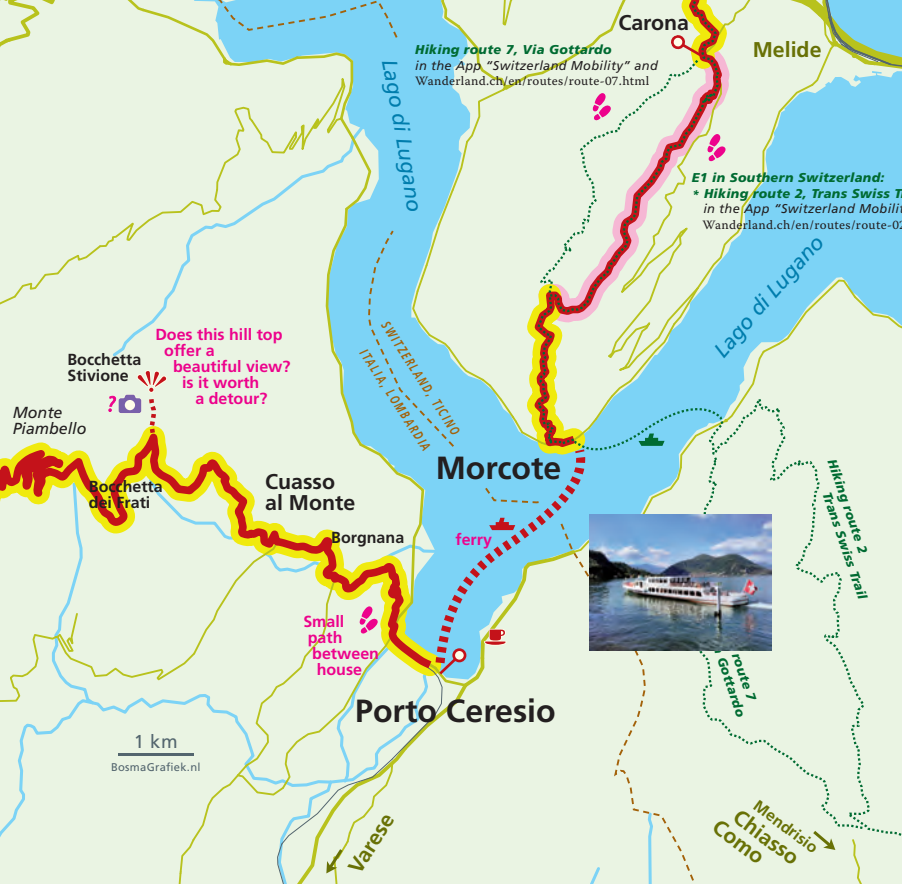 Carona
Melide
Hiking route 7, Via Gottardo
in the App “Switzerland Mobility” and
Wanderland.ch/en/routes/route-07.html
Lago di Lugano
E1 in Southern Switzerland:
* Hiking route 2, Trans Swiss
in the App “Switzerland
Wanderland.ch/en/routes/route-02
Lago di Lugano
SWITZERLAND, TICINO
ITALIA, LOMBARDIA
Does this hill top
offer a
beautiful view?
is it worth
a detour?
Bocchetta
Stivione
?
Monte
Piambello
Bocchetta
dei Frati
Cuasso
al Monte
Borgnana
Morcote
ferry
Hiking route 2
Trans Swiss Trail
Small
path
between
house
route 7
Gottardo
Porto Ceresio
1 km
BosmaGrafiek.nl
Varese
Mendrisio
Chiasso
Como